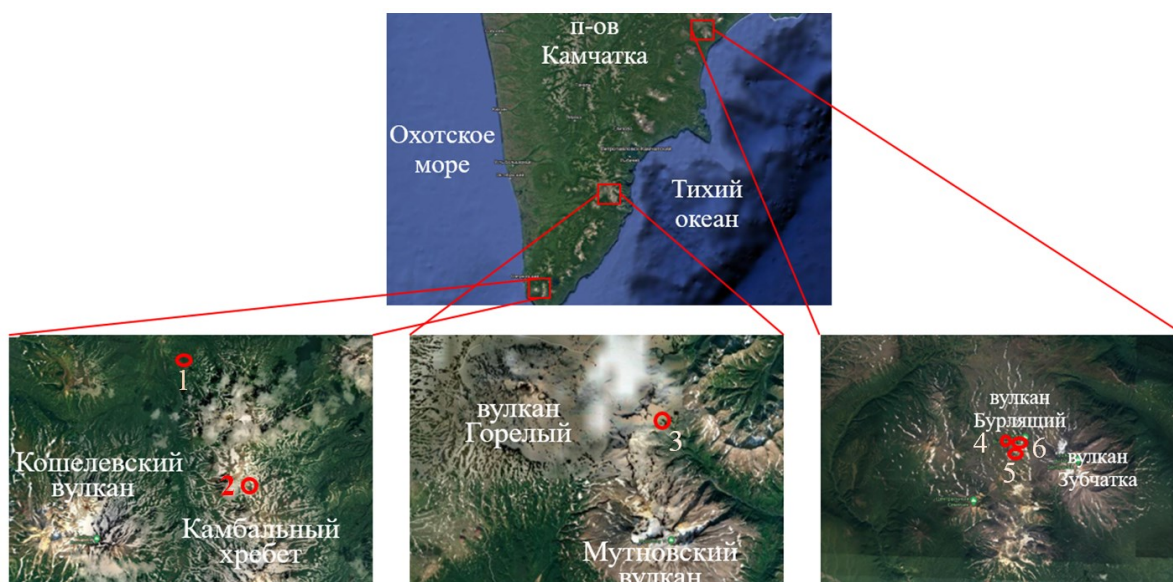 п-ов
Камчатка
Охотское
море
Тихий
океан
1
Кошелевский
вулкан
2
Камбальный
хребет
вулкан
Горелый
3
Мутновский
вулкан
вулкан
Бурлящий
4
6
5
вулкан
Зубчатка